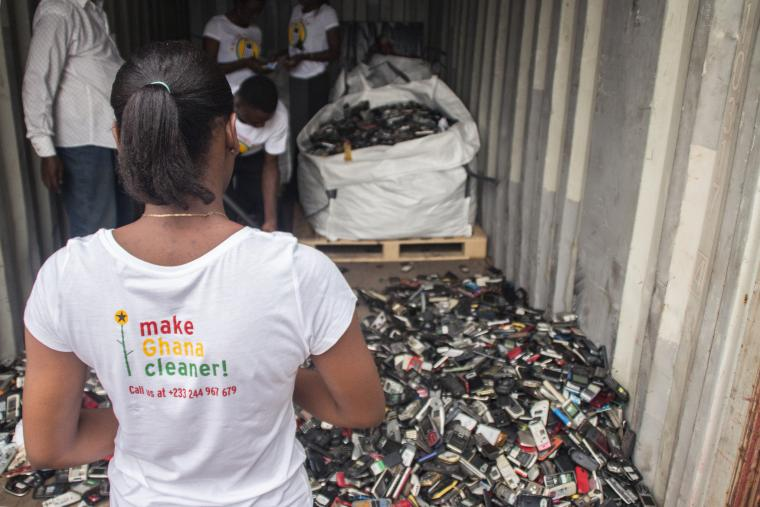 make
Ghana
cleaner!
Call us at +233 244 967 679